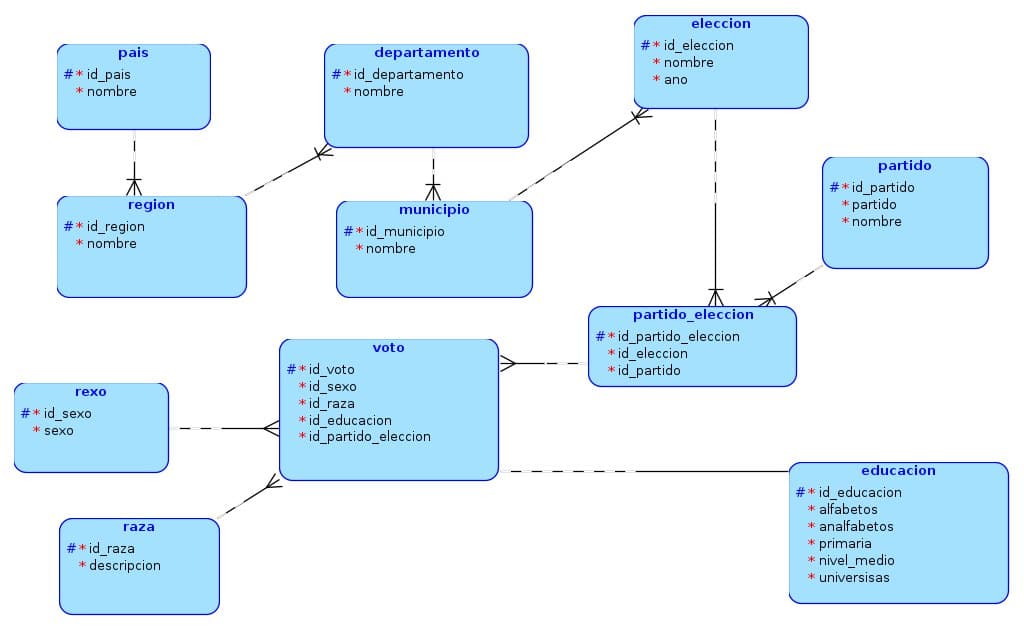 pais
# * id_pais
* nombre
departamento
# * id_departamento
* nombre
eleccion
# * id_eleccion
* nombre
* ano
partido
# * id_partido
* partido
* nombre
region
# * id_region
* nombre
municipio
# * id_municipio
* nombre
partido_eleccion
# * id_partido_eleccion
* id_eleccion
* id_partido
voto
# * id_voto
* id_sexo
* id_raza
* id_educacion
* id_partido_eleccion
rexo
# * id_sexo
* sexo
raza
# * id_raza
* descripcion
educacion
# * id_educacion
* alfabetos
* analfabetos
* primaria
* nivel_medio
* universisas